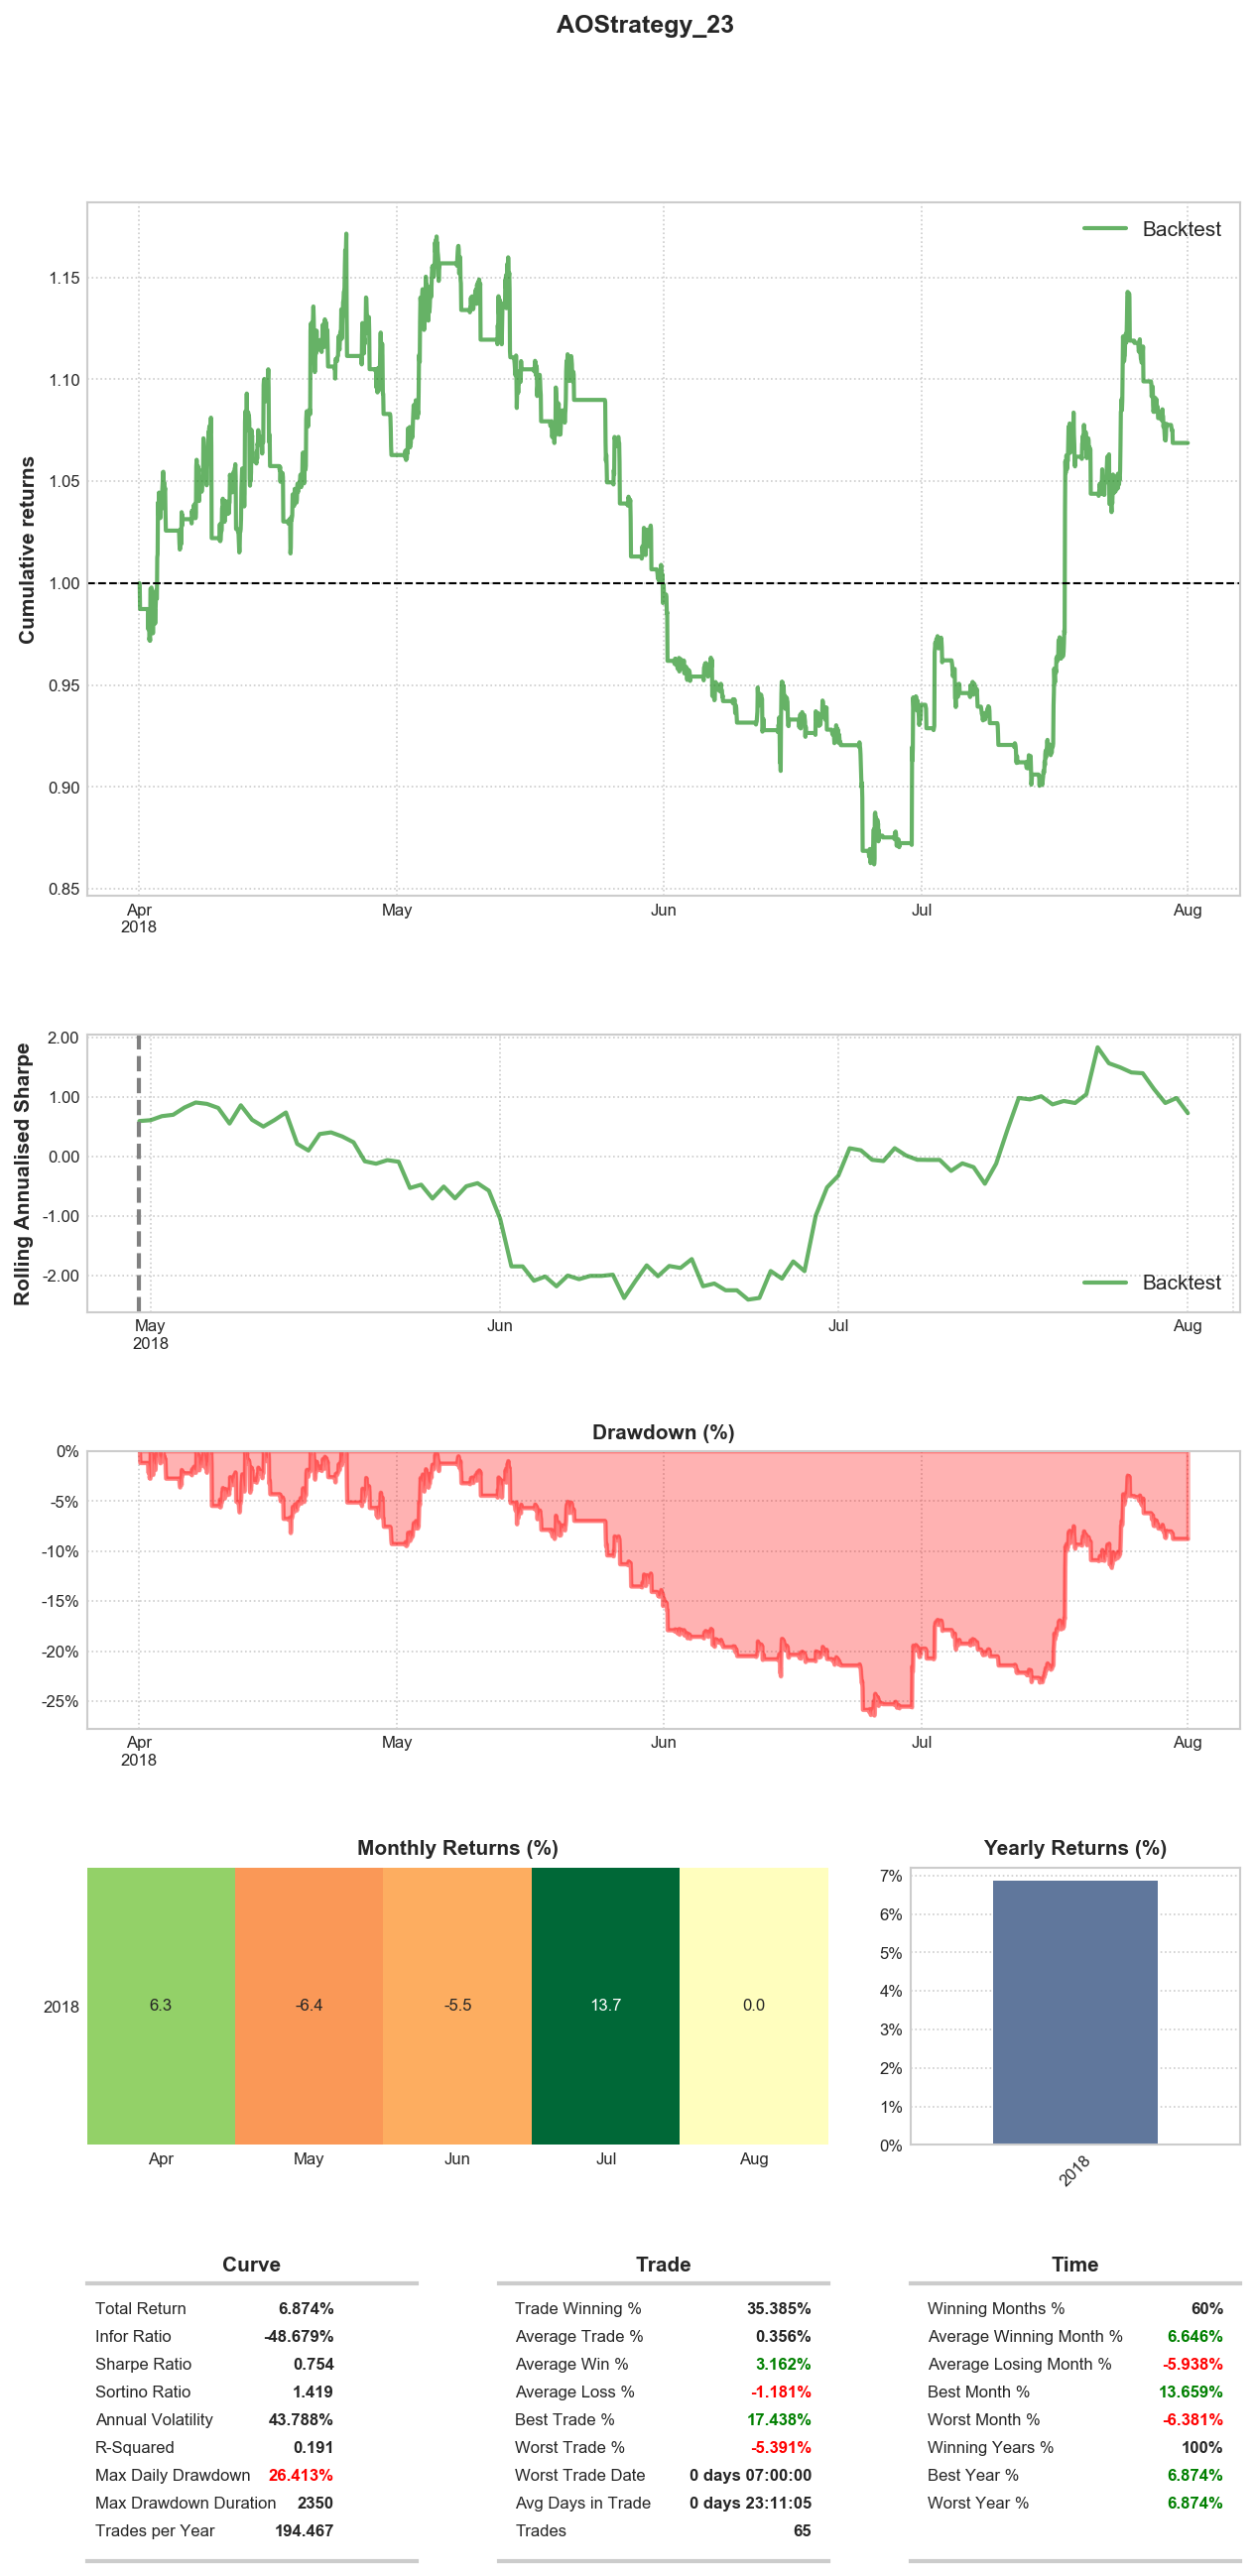 AOStrategy_23
Backtest
Cumulative returns
1.15
1.10
1.05
1.00
0.95
0.90
0.85
Apr May Jun Jul Aug
2018
Rolling Annualised Sharpe
2.00
1.00
0.00
-1.00
-2.00
Backtest
May Jun Jul Aug
2018
Drawdown (%)
0%
-5%
-10%
-15%
-20%
-25%
Apr May Jun Jul Aug
2018
Monthly Returns (%)
2018 6.3 -6.4 -5.5 13.7 0.0
Apr May Jun Jul Aug
Yearly Returns (%)
7%
6%
5%
4%
3%
2%
1%
0%
2018
Curve
Total Return 6.874%
Infor Ratio -48.679%
Sharpe Ratio 0.754
Sortino Ratio 1.419
Annual Volatility 43.788%
R-Squared 0.191
Max Daily Drawdown 26.413%
Max Drawdown Duration 2350
Trades per Year 194.467
Trade
Trade Winning % 35.385%
Average Trade % 0.356%
Average Win % 3.162%
Average Loss % -1.181%
Best Trade % 17.438%
Worst Trade % -5.391%
Worst Trade Date 0 days 07:00:00
Avg Days in Trade 0 days 23:11:05
Trades 65
Time
Winning Months % 60%
Average Winning Month % 6.646%
Average Losing Month % -5.938%
Best Month % 13.659%
Worst Month % -6.381%
Winning Years % 100%
Best Year % 6.874%
Worst Year % 6.874%